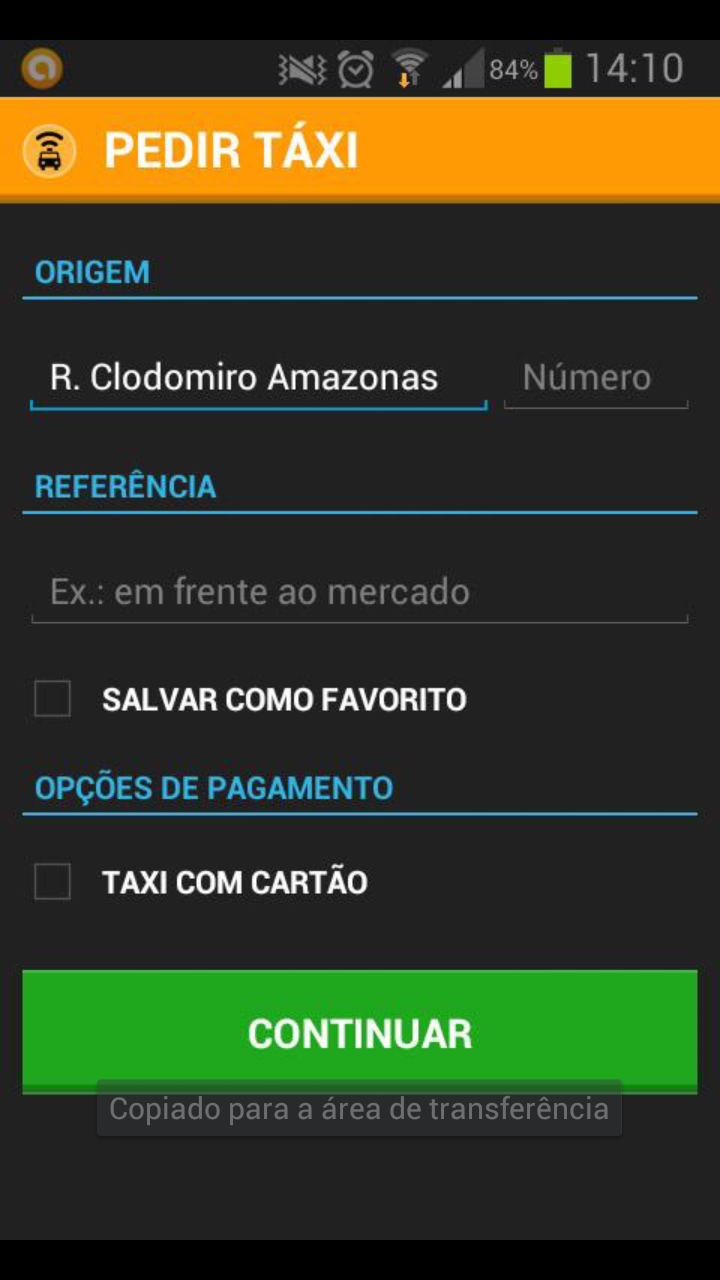 84% 14:10
PEDIR TÁXI
ORIGEM
R. Clodomiro Amazonas Número
REFERÊNCIA
Ex.: em frente ao mercado
SALVAR COMO FAVORITO
OPÇÕES DE PAGAMENTO
TAXI COM CARTÃO
CONTINUAR
Copiado para a área de transferência